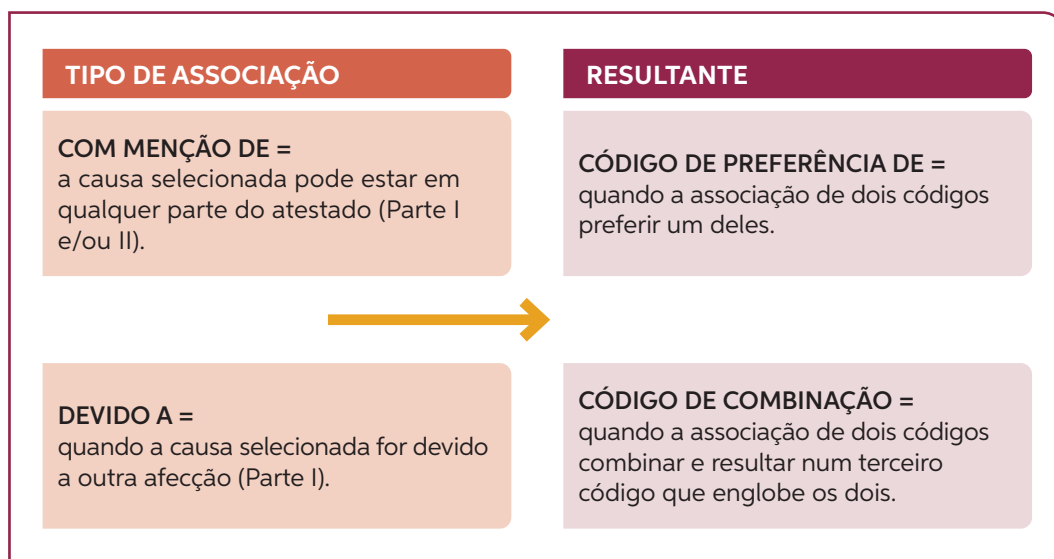 TIPO DE ASSOCIAÇÃO
COM MENÇÃO DE =
a causa selecionada pode estar em
qualquer parte do atestado (Parte I
e/ou II).
DEVIDO A =
quando a causa selecionada for devido
a outra afecção (Parte I).
RESULTANTE
CÓDIGO DE PREFERÊNCIA DE =
quando a associação de dois códigos
preferir um deles.
CÓDIGO DE COMBINAÇÃO =
quando a associação de dois códigos
combinar e resultar num terceiro
código que englobe os dois.